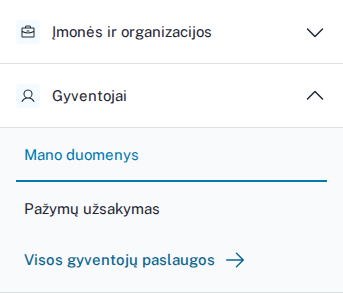 Įmonės ir organizacijos
Gyventojai
Mano duomenys
Pažymų užsakymas
Visos gyventojų paslaugos